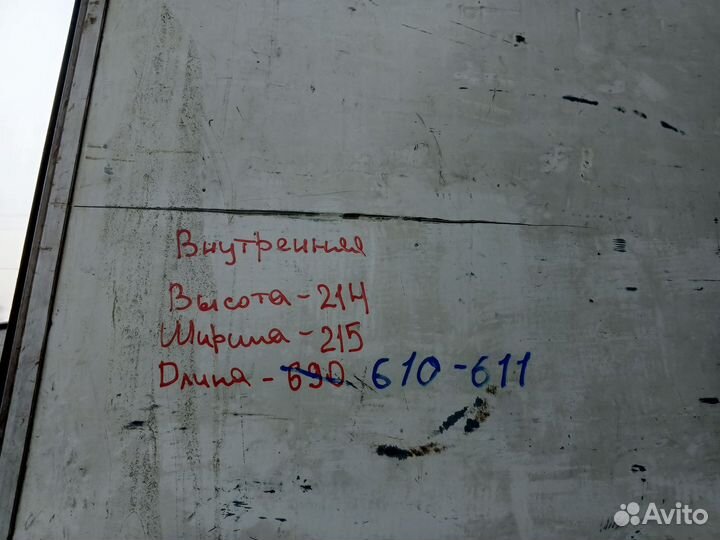 Внутренняя
Высота - 214
Ширина - 215
Длина - 690 610 - 611
Avito